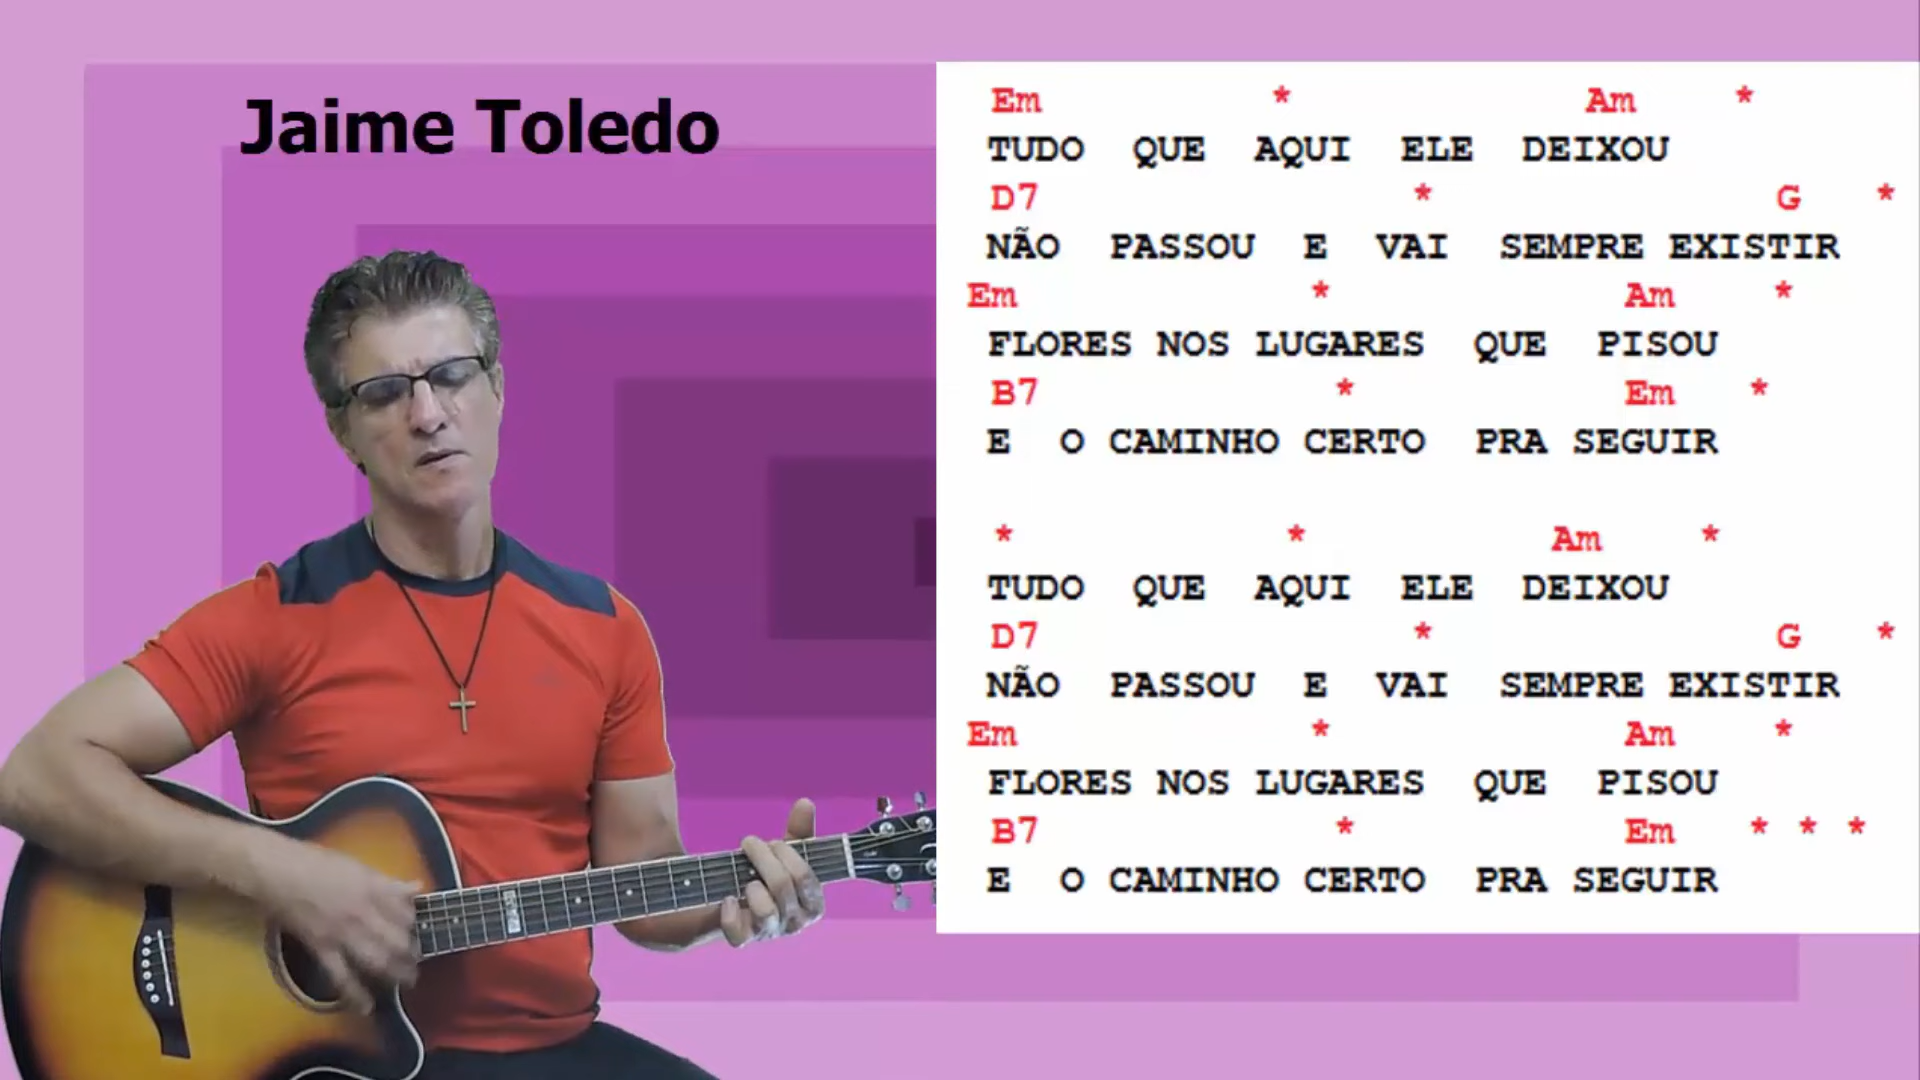 Jaime Toledo
Em * Am *
TUDO QUE AQUI ELE DEIXOU
D7 * G *
NÃO PASSOU E VAI SEMPRE EXISTIR
Em * Am *
FLORES NOS LUGARES QUE PISOU
B7 * Em *
E O CAMINHO CERTO PRA SEGUIR
* * Am *
TUDO QUE AQUI ELE DEIXOU
D7 * G *
NÃO PASSOU E VAI SEMPRE EXISTIR
Em * Am *
FLORES NOS LUGARES QUE PISOU
B7 * Em * * *
E O CAMINHO CERTO PRA SEGUIR